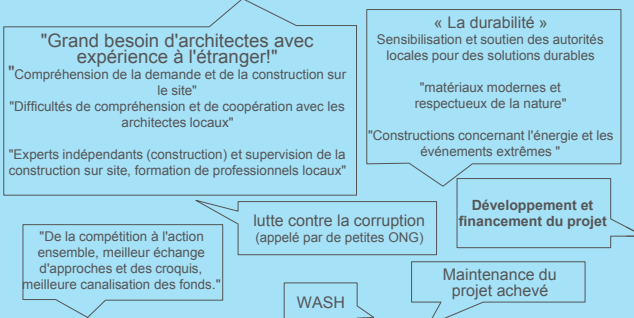 "Grand besoin d'architectes avec
expérience à l'étranger!"
"Compréhension de la demande et de la construction sur
le site"
"Difficultés de compréhension et de coopération avec les
architectes locaux"
"Experts indépendants (construction) et supervision de la
construction sur site, formation de professionnels locaux"
« La durabilité »
Sensibilisation et soutien des autorités
locales pour des solutions durables
"matériaux modernes et
respectueux de la nature"
"Constructions concernant l'énergie et les
événements extrêmes "
Développement et
financement du projet
lutte contre la corruption
(appelé par de petites ONG)
"De la compétition à l'action
ensemble, meilleur échange
d'approches et des croquis,
meilleure canalisation des fonds."
Maintenance du
projet achevé
WASH